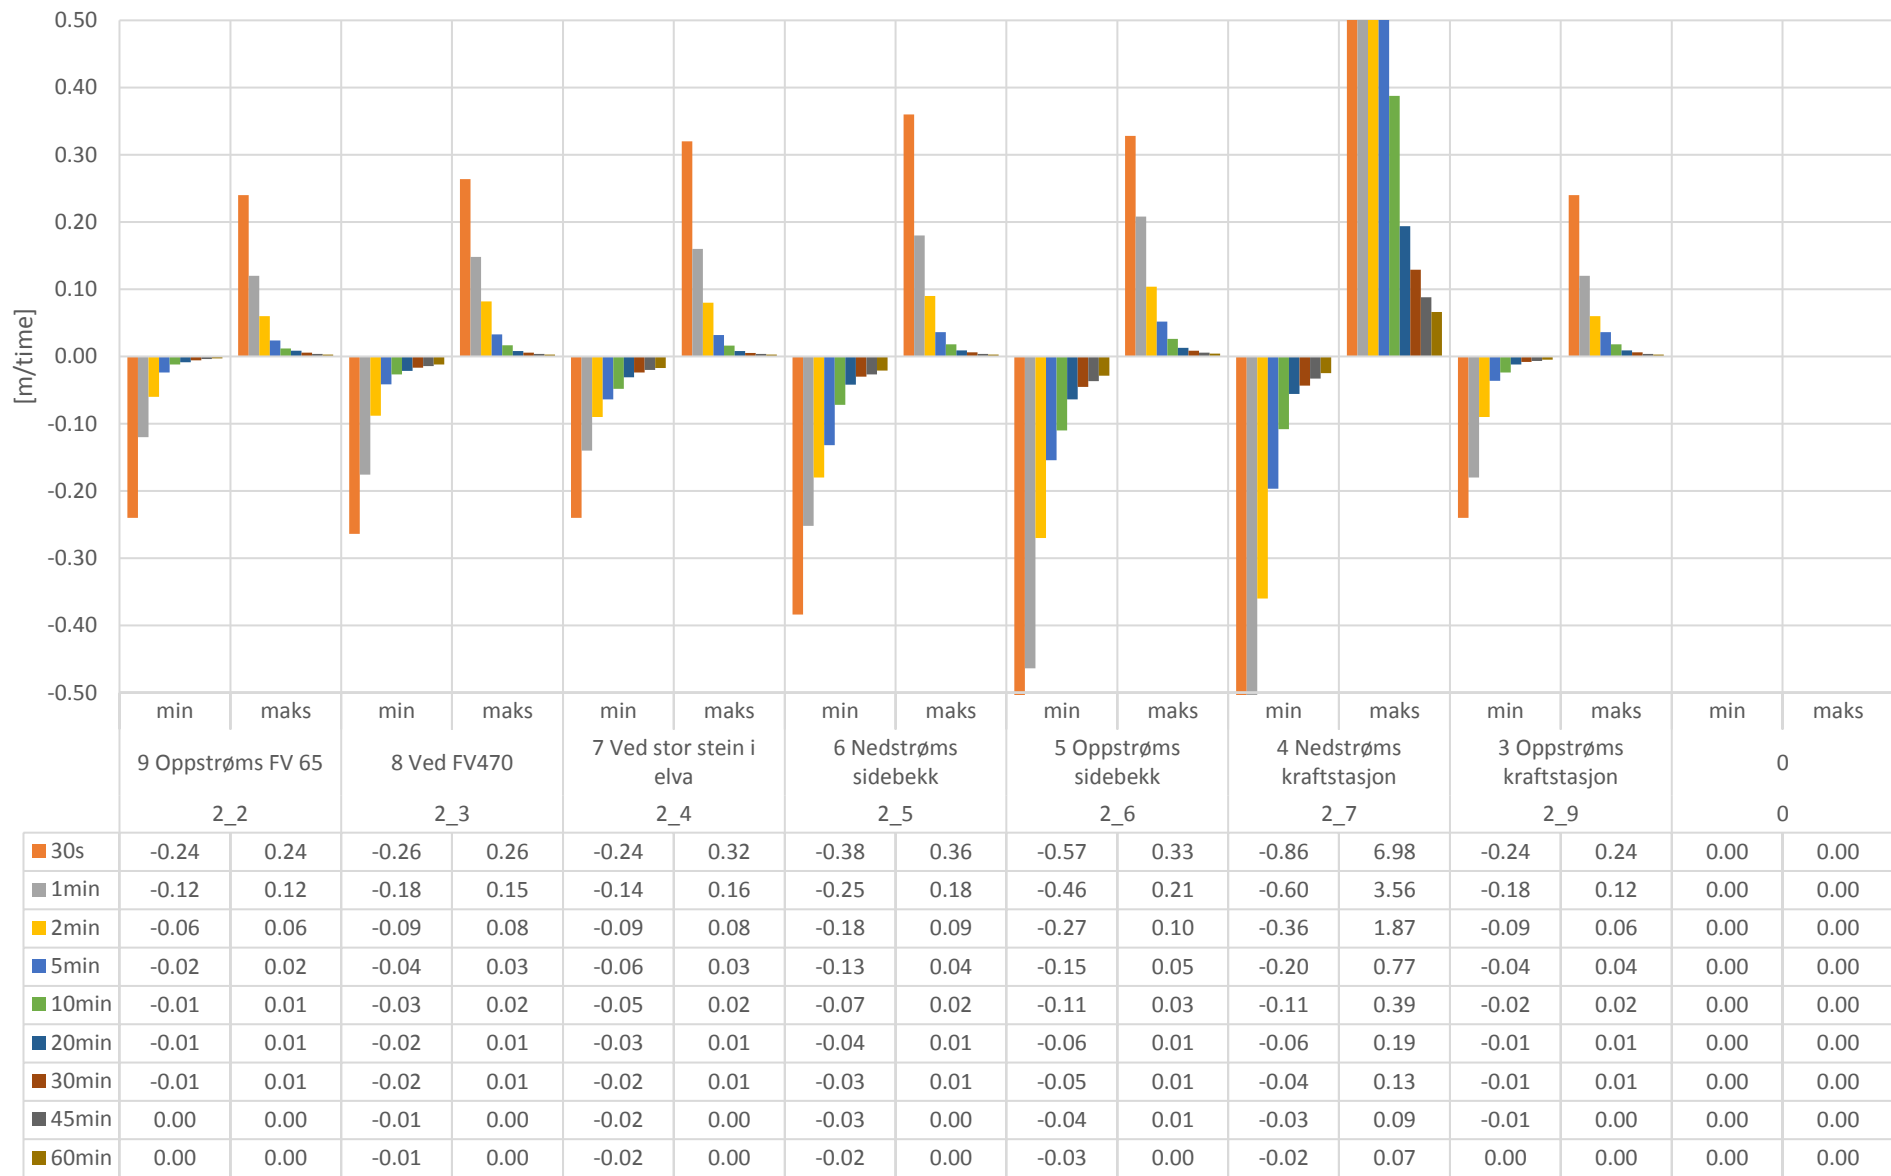 0.50
0.40
0.30
0.20
0.10
0.00
-0.10
-0.20
-0.30
-0.40
-0.50
[m/time]
min maks min maks min maks min maks min maks min maks min maks min maks
9 Oppstrøms FV 65
8 Ved FV470
7 Ved stor stein i
elva
6 Nedstrøms
sidebekk
5 Oppstrøms
sidebekk
4 Nedstrøms
kraftstasjon
3 Oppstrøms
kraftstasjon
0
2_2 2_3 2_4 2_5 2_6 2_7 2_9 0
30s -0.24 0.24 -0.26 0.26 -0.24 0.32 -0.38 0.36 -0.57 0.33 -0.86 6.98 -0.24 0.24 0.00 0.00
1min -0.12 0.12 -0.18 0.15 -0.14 0.16 -0.25 0.18 -0.46 0.21 -0.60 3.56 -0.18 0.12 0.00 0.00
2min -0.06 0.06 -0.09 0.08 -0.09 0.08 -0.18 0.09 -0.27 0.10 -0.36 1.87 -0.09 0.06 0.00 0.00
5min -0.02 0.02 -0.04 0.03 -0.06 0.03 -0.13 0.04 -0.15 0.05 -0.20 0.77 -0.04 0.04 0.00 0.00
10min -0.01 0.01 -0.03 0.02 -0.05 0.02 -0.07 0.02 -0.11 0.03 -0.11 0.39 -0.02 0.02 0.00 0.00
20min -0.01 0.01 -0.02 0.01 -0.03 0.01 -0.04 0.01 -0.06 0.01 -0.06 0.19 -0.01 0.01 0.00 0.00
30min -0.01 0.01 -0.02 0.01 -0.02 0.01 -0.03 0.01 -0.05 0.01 -0.04 0.13 -0.01 0.01 0.00 0.00
45min 0.00 0.00 -0.01 0.00 -0.02 0.00 -0.03 0.00 -0.04 0.01 -0.03 0.09 -0.01 0.00 0.00 0.00
60min 0.00 0.00 -0.01 0.00 -0.02 0.00 -0.02 0.00 -0.03 0.00 -0.02 0.07 0.00 0.00 0.00 0.00